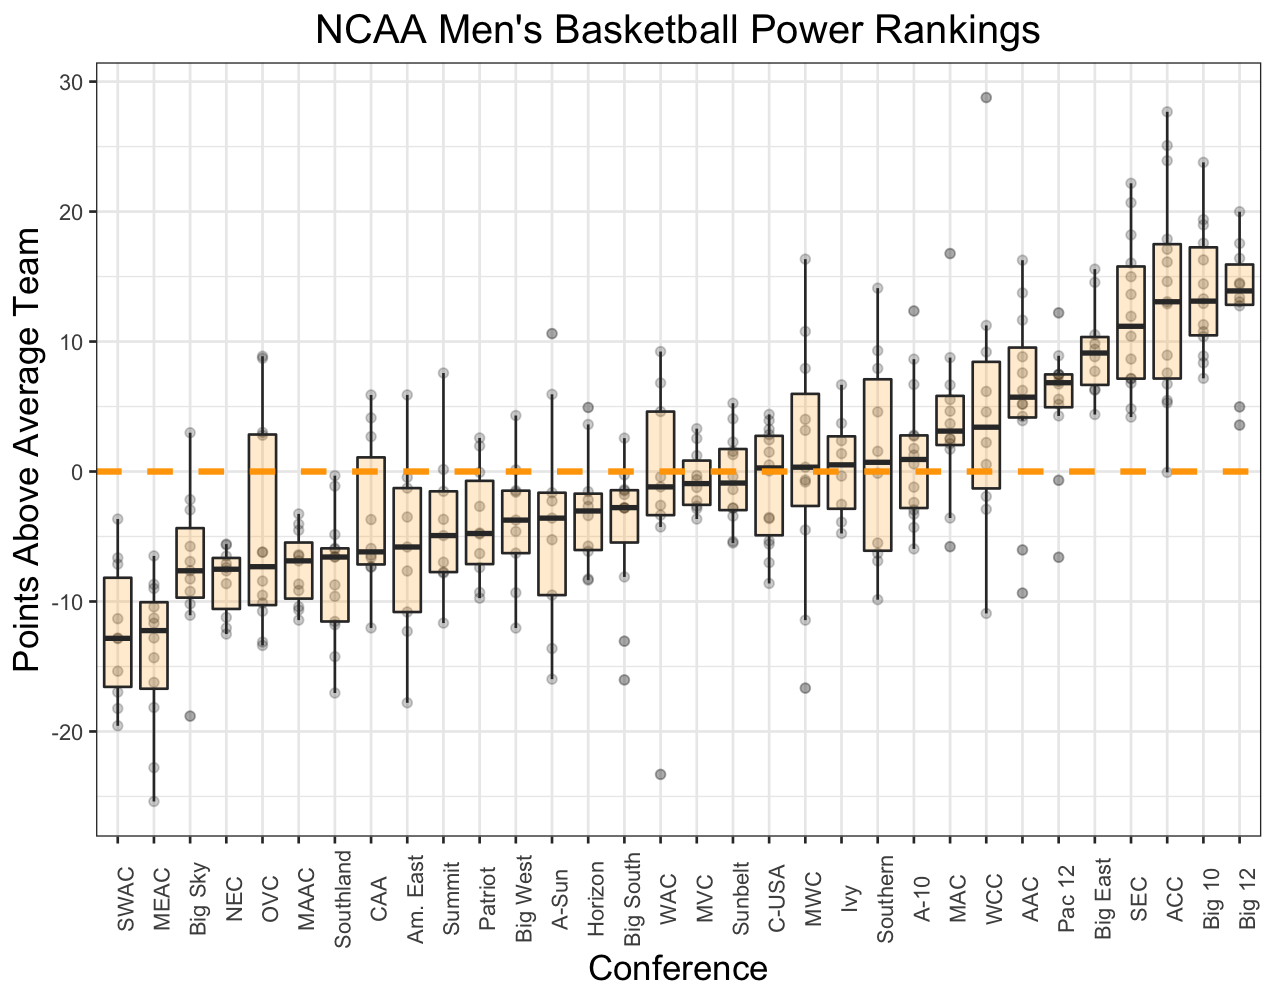 NCAA Men's Basketball Power Rankings
Points Above Average Team
30
20
10
0
-10
-20
SWAC
MEAC
Big Sky
NEC
OVC
MAAC
Southland
CAA
Am. East
Summit
Patriot
Big West
A-Sun
Horizon
Big South
WAC
MVC
Sunbelt
C-USA
MWC
Ivy
Southern
A-10
MAC
WCC
AAC
Pac 12
Big East
SEC
ACC
Big 10
Big 12
Conference